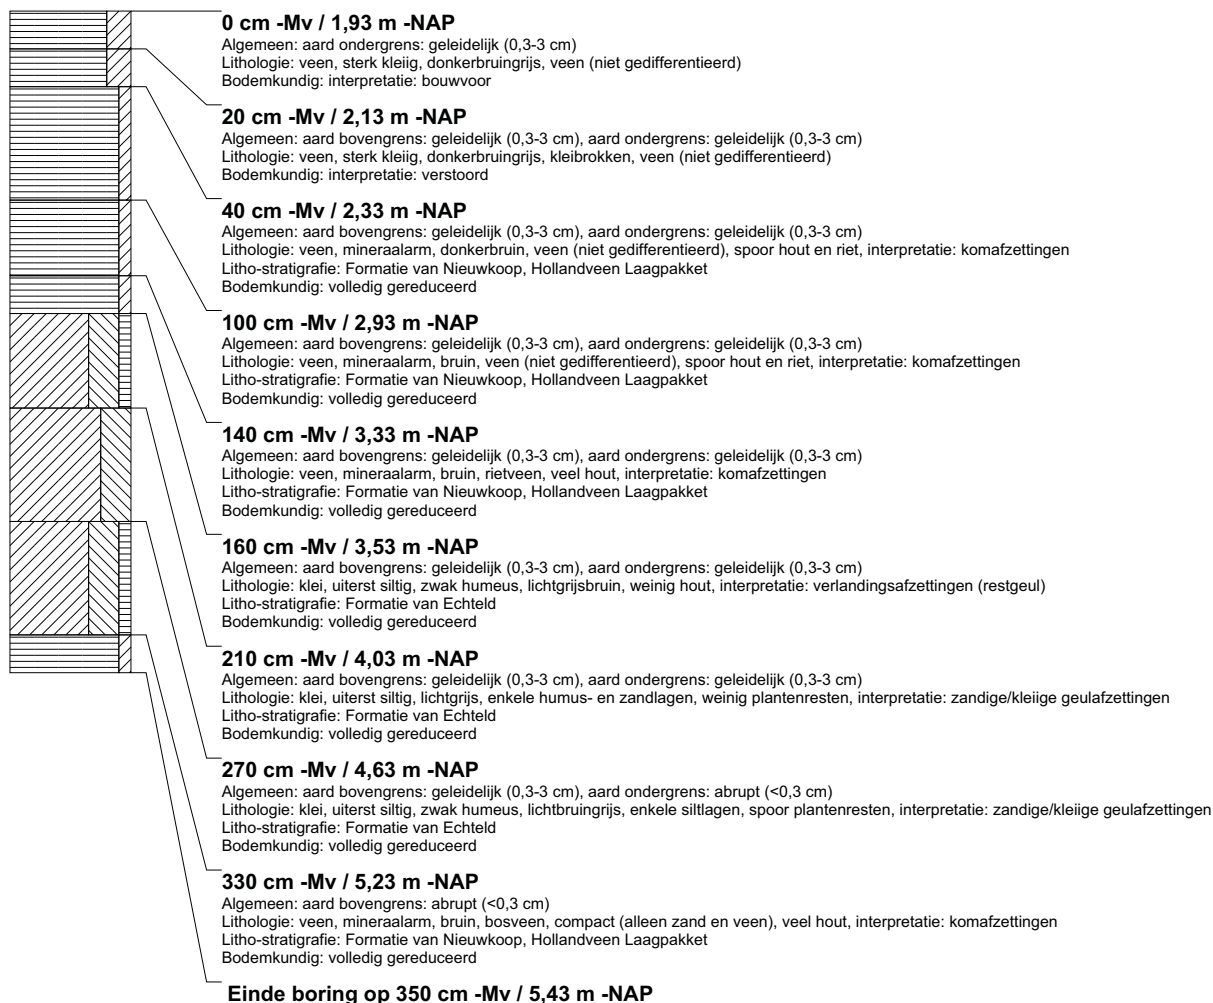 0 cm -Mv / 1,93 m -NAP
Algemeen: aard ondergrens: geleidelijk (0,3-3 cm)
Lithologie: veen, sterk kleiig, donkerbruingrijs, veen (niet gedifferentieerd)
Bodemkundig: interpretatie: bouwvoor
20 cm -Mv / 2,13 m -NAP
Algemeen: aard bovengrens: geleidelijk (0,3-3 cm), aard ondergrens: geleidelijk (0,3-3 cm)
Lithologie: veen, sterk kleiig, donkerbruingrijs, kleibrokken, veen (niet gedifferentieerd)
Bodemkundig: interpretatie: verstoord
40 cm -Mv / 2,33 m -NAP
Algemeen: aard bovengrens: geleidelijk (0,3-3 cm), aard ondergrens: geleidelijk (0,3-3 cm)
Lithologie: veen, mineraalarm, donkerbruin, veen (niet gedifferentieerd), spoor hout en riet, interpretatie: komafzettingen
Litho-stratigrafie: Formatie van Nieuwkoop, Hollandveen Laagpakket
Bodemkundig: volledig gereduceerd
100 cm -Mv / 2,93 m -NAP
Algemeen: aard bovengrens: geleidelijk (0,3-3 cm), aard ondergrens: geleidelijk (0,3-3 cm)
Lithologie: veen, mineraalarm, bruin, veen (niet gedifferentieerd), spoor hout en riet, interpretatie: komafzettingen
Litho-stratigrafie: Formatie van Nieuwkoop, Hollandveen Laagpakket
Bodemkundig: volledig gereduceerd
140 cm -Mv / 3,33 m -NAP
Algemeen: aard bovengrens: geleidelijk (0,3-3 cm), aard ondergrens: geleidelijk (0,3-3 cm)
Lithologie: veen, mineraalarm, bruin, rietveen, veel hout, interpretatie: komafzettingen
Litho-stratigrafie: Formatie van Nieuwkoop, Hollandveen Laagpakket
Bodemkundig: volledig gereduceerd
160 cm -Mv / 3,53 m -NAP
Algemeen: aard bovengrens: geleidelijk (0,3-3 cm), aard ondergrens: geleidelijk (0,3-3 cm)
Lithologie: klei, uiterst siltig, zwak humeus, lichtgrijsbruin, weinig hout, interpretatie: verlandingsafzettingen (restgeul)
Litho-stratigrafie: Formatie van Echteld
Bodemkundig: volledig gereduceerd
210 cm -Mv / 4,03 m -NAP
Algemeen: aard bovengrens: geleidelijk (0,3-3 cm), aard ondergrens: geleidelijk (0,3-3 cm)
Lithologie: klei, uiterst siltig, lichtgrijs, enkele humus- en zandlagen, weinig plantenresten, interpretatie: zandige/kleiige geulafzettingen
Litho-stratigrafie: Formatie van Echteld
Bodemkundig: volledig gereduceerd
270 cm -Mv / 4,63 m -NAP
Algemeen: aard bovengrens: geleidelijk (0,3-3 cm), aard ondergrens: abrupt (<0,3 cm)
Lithologie: klei, uiterst siltig, zwak humeus, lichtbruingrijs, enkele siltlagen, spoor plantenresten, interpretatie: zandige/kleiige geulafzettingen
Litho-stratigrafie: Formatie van Echteld
Bodemkundig: volledig gereduceerd
330 cm -Mv / 5,23 m -NAP
Algemeen: aard bovengrens: abrupt (<0,3 cm)
Lithologie: veen, mineraalarm, bruin, bosveen, compact (alleen zand en veen), veel hout, interpretatie: komafzettingen
Litho-stratigrafie: Formatie van Nieuwkoop, Hollandveen Laagpakket
Bodemkundig: volledig gereduceerd
Einde boring op 350 cm -Mv / 5,43 m -NAP